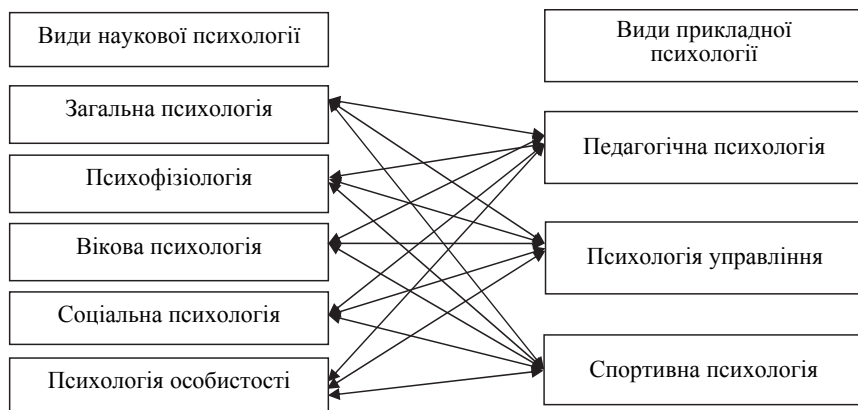 Види наукової психології
Загальна психологія
Психофізіологія
Вікова психологія
Соціальна психологія
Психологія особистості
Види прикладної
психології
Педагогічна психологія
Психологія управління
Спортивна психологія